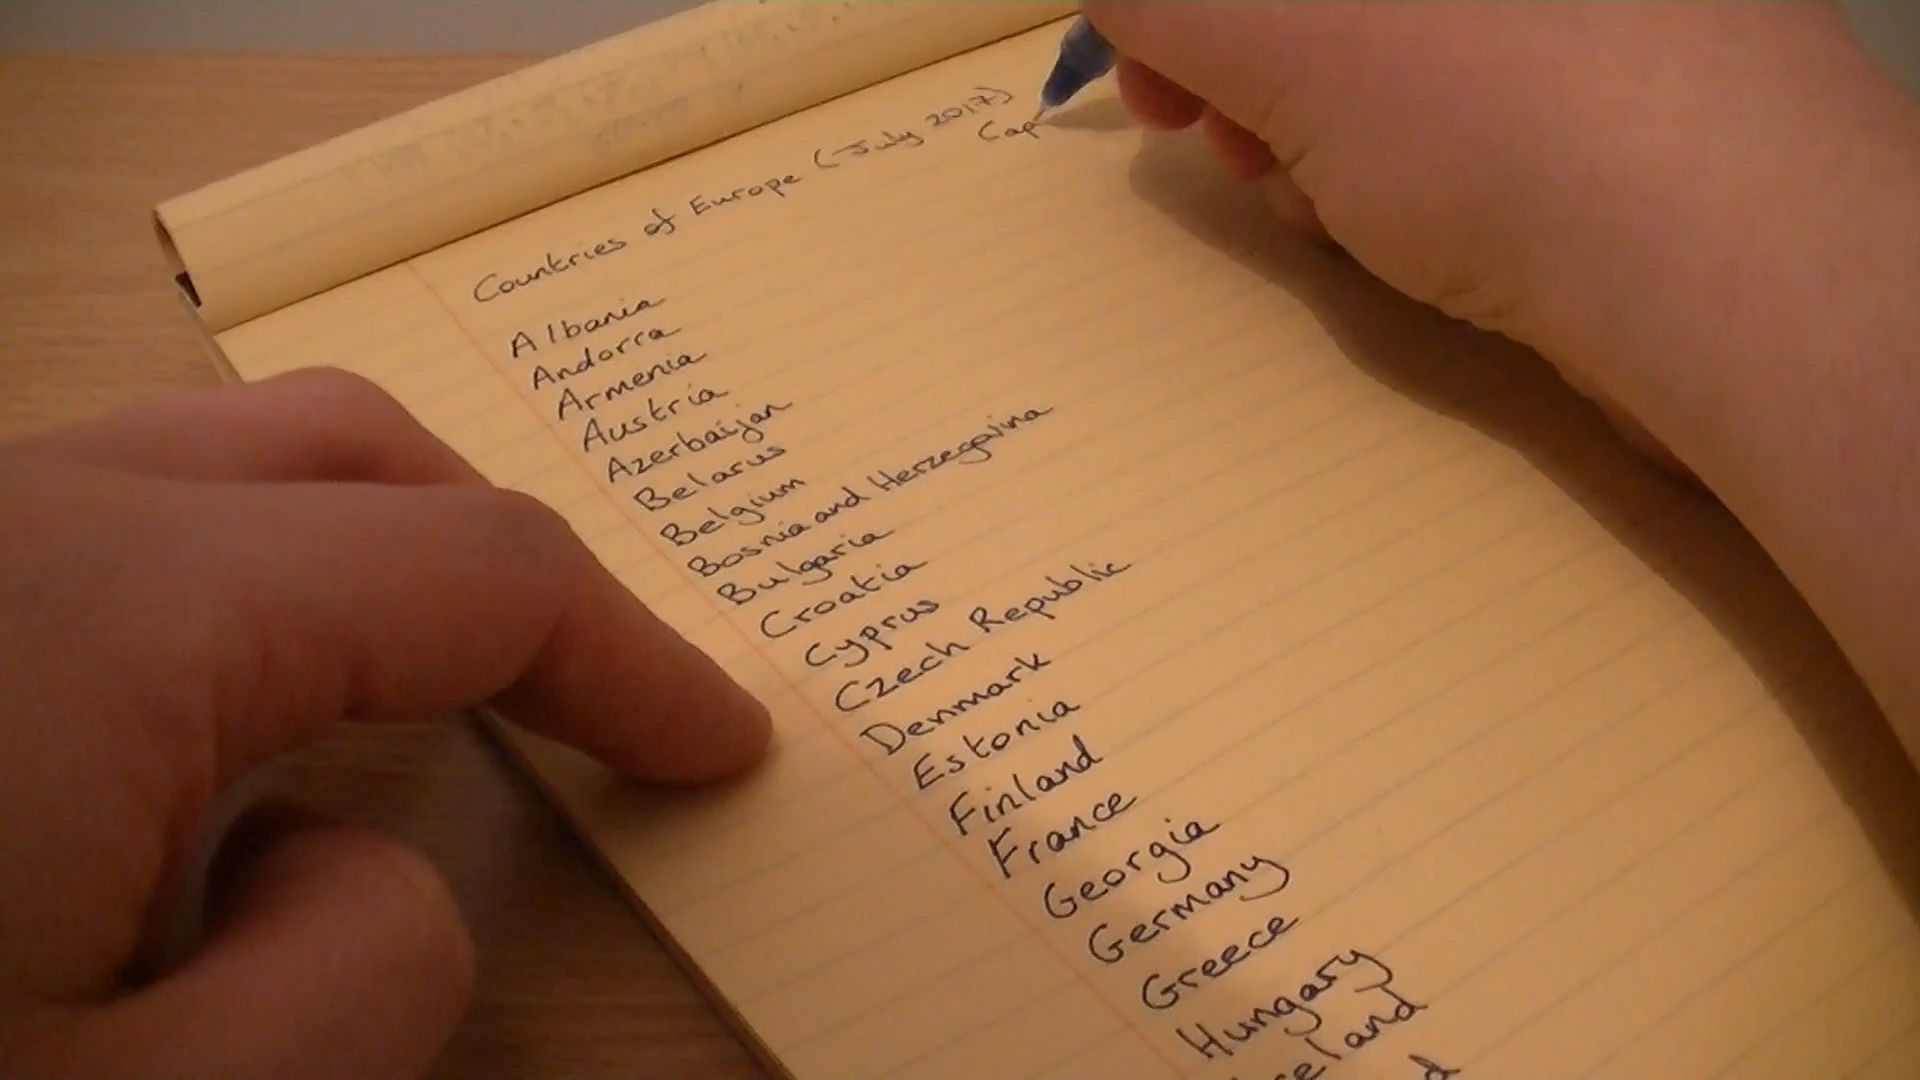 Countries of Europe (July 2017)
Cap
Albania
Andorra
Armenia
Austria
Azerbaijan
Belarus
Belgium
Bosnia and Herzegovina
Bulgaria
Croatia
Cyprus
Czech Republic
Denmark
Estonia
Finland
France
Georgia
Germany
Greece
Hungary